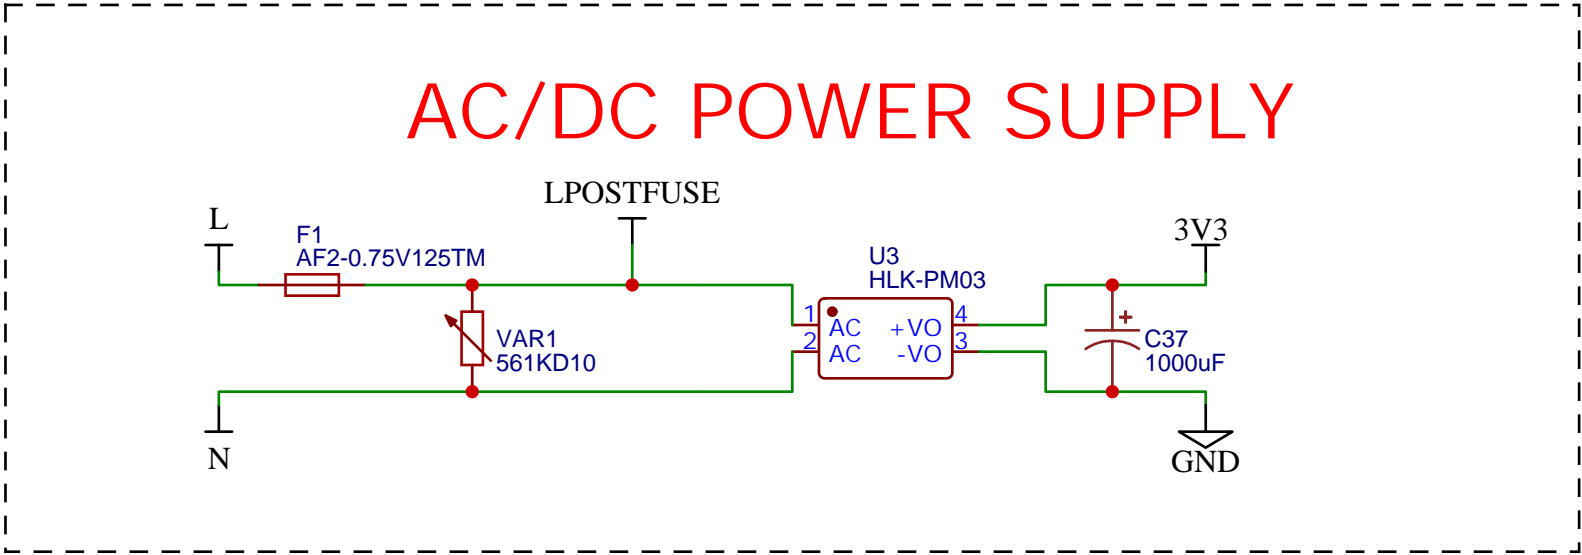 AC/DC POWER SUPPLY
LPOSTFUSE
L
F1
AF2-0.75V125TM
3V3
U3
HLK-PM03
1
AC
+VO
4
2
AC
-VO
3
VAR1
561KD10
+
C37
1000uF
N
GND